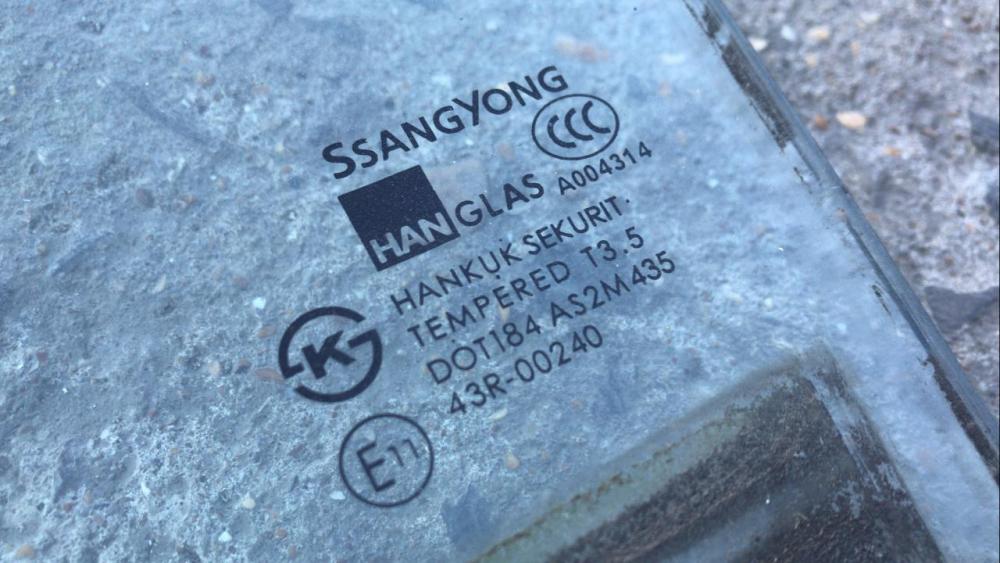 SSANGYONG
CCC
HANGLAS A004314
HANKUK SEKURIT
TEMPERED T3.5
DOT184 AS2M435
43R-00240
K
E11